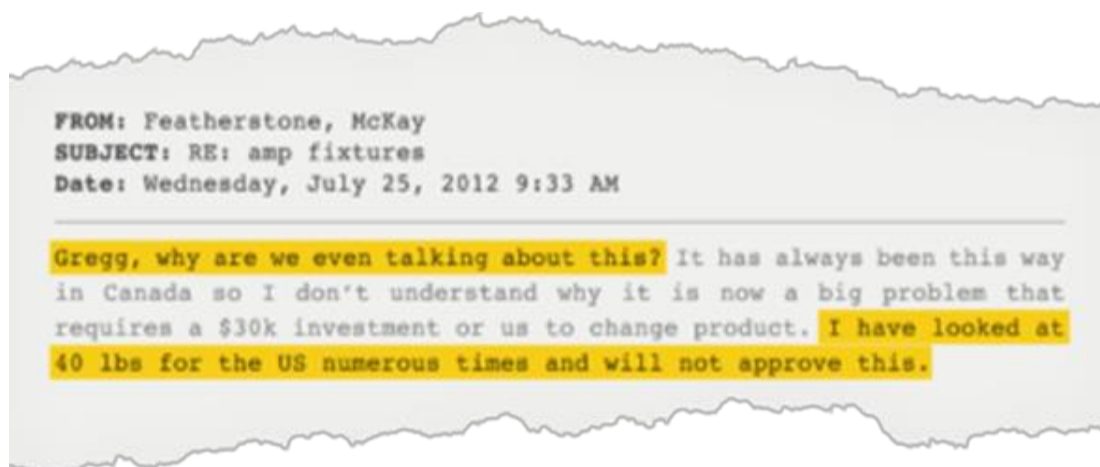 FROM: Featherstone, McKay
SUBJECT: RE: amp fixtures
Date: Wednesday, July 25, 2012 9:33 AM
Gregg, why are we even talking about this? It has always been this way
in Canada so I don't understand why it is now a big problem that
requires a $30k investment or us to change product. I have looked at
40 lbs for the US numerous times and will not approve this.